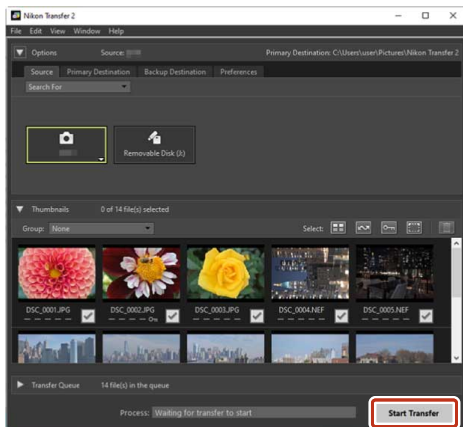 Nikon Transfer 2
File Edit View Window Help
Options Source: Primary Destination: C:\Users\user\Pictures\Nikon Transfer 2
Source Primary Destination Backup Destination Preferences
Search For
Removable Disk (J:)
Thumbnails 0 of 14 file(s) selected
Group: None Select:
DSC_0001.JPG DSC_0002.JPG DSC_0003.JPG DSC_0004.NEF DSC_0005.NEF
Transfer Queue 14 file(s) in the queue
Process: Waiting for transfer to start Start Transfer